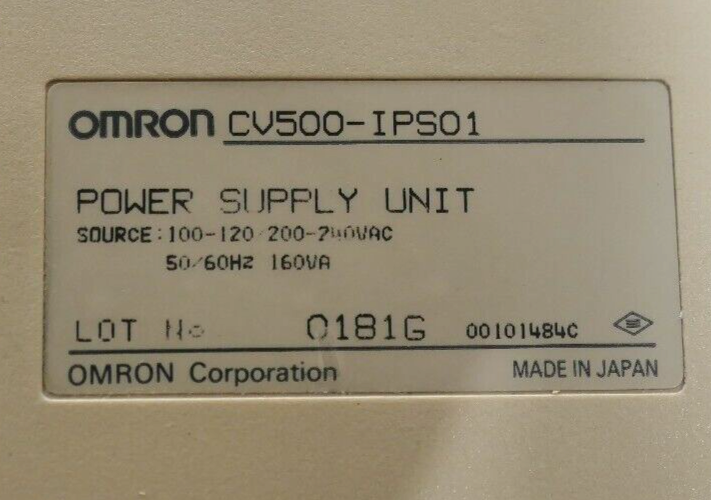 OMRON CV500-IPS01
POWER SUPPLY UNIT
SOURCE:100-120/200-240VAC
50/60Hz 160VA
LOT No 0181G 00101484C
OMRON Corporation MADE IN JAPAN